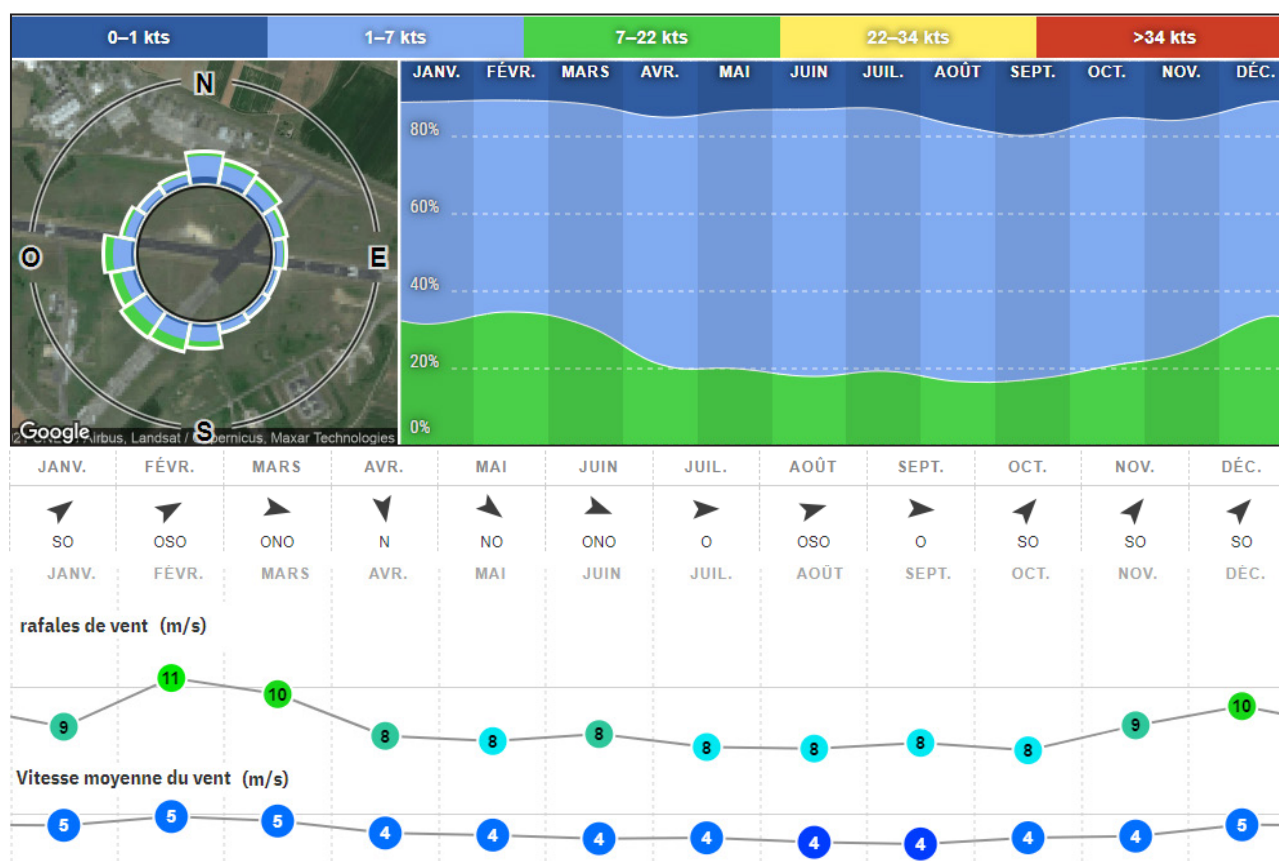 0–1 kts 1–7 kts 7–22 kts 22–34 kts >34 kts
JANV. FÉVR. MARS AVR. MAI JUIN JUIL. AOÛT SEPT. OCT. NOV. DÉC.
N
O
E
S
80%
60%
40%
20%
0%
Google
Airbus, Landsat / Copernicus, Maxar Technologies
JANV. FÉVR. MARS AVR. MAI JUIN JUIL. AOÛT SEPT. OCT. NOV. DÉC.
SO OSO ONO N NO ONO O OSO O SO SO SO
JANV. FÉVR. MARS AVR. MAI JUIN JUIL. AOÛT SEPT. OCT. NOV. DÉC.
rafales de vent (m/s)
9 11 10 8 8 8 8 8 8 8 9 10
Vitesse moyenne du vent (m/s)
5 5 5 4 4 4 4 4 4 4 4 5